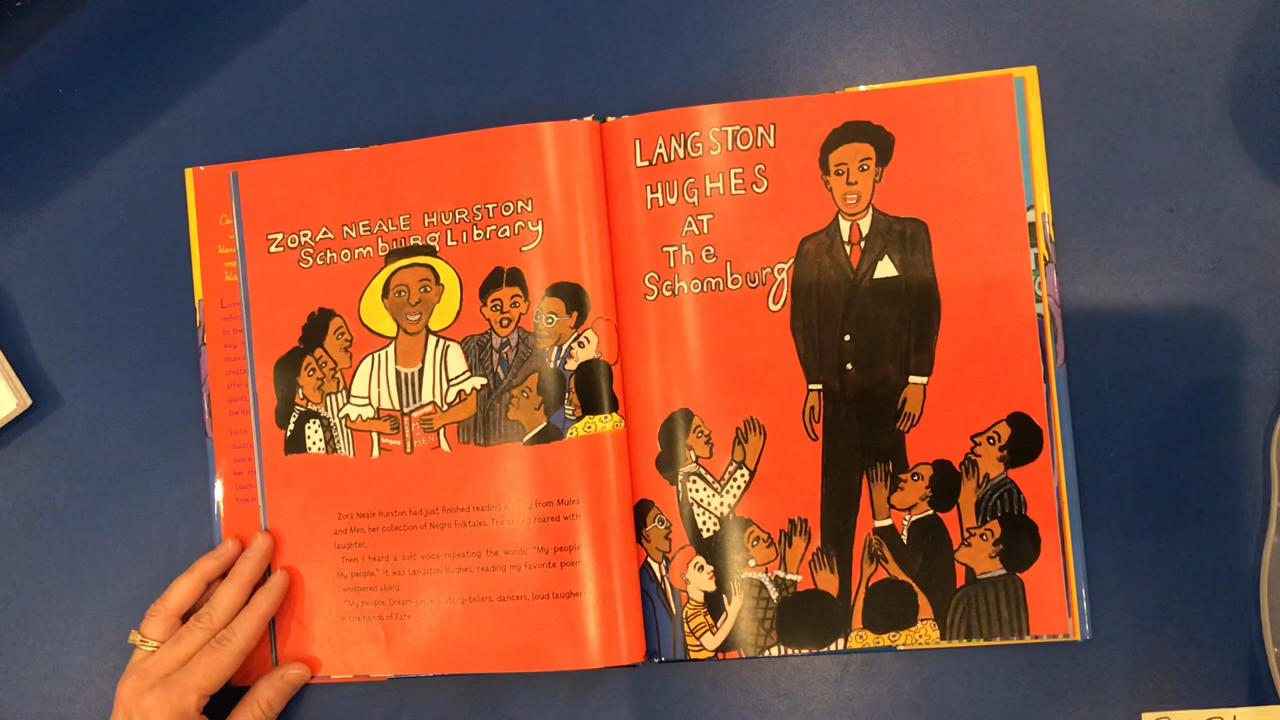 ZORA NEALE HURSTON
Schomburg Library
MEN
Zora Neale Hurston had just finished reading a from Mules
and Men, her collection of Negro folktales. The crowd roared with
laughter.
Then I heard a soft voice repeating the words: "My people
My people." It was Langston Hughes, reading my favorite poem
I whispered along.
"My people, Dream-singers, story-tellers, dancers, loud laugher
in the hands of Fate
LANGSTON
HUGHES
AT
The
Schomburg